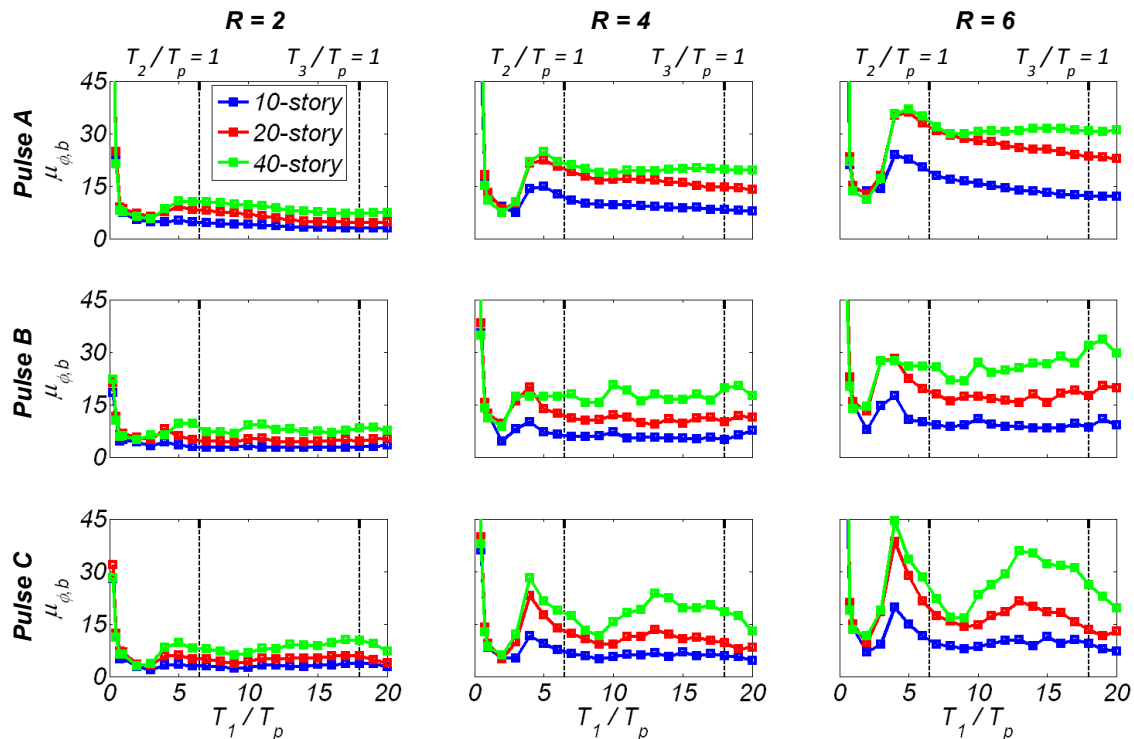 R = 2 R = 4 R = 6
T2 / Tp = 1 T3 / Tp = 1 T2 / Tp = 1 T3 / Tp = 1 T2 / Tp = 1 T3 / Tp = 1
Pulse A
μϕ,b
45
30
15
0
10-story
20-story
40-story
Pulse B
μϕ,b
45
30
15
0
Pulse C
μϕ,b
45
30
15
0
0 5 10 15 20 0 5 10 15 20 0 5 10 15 20
T1 / Tp T1 / Tp T1 / Tp